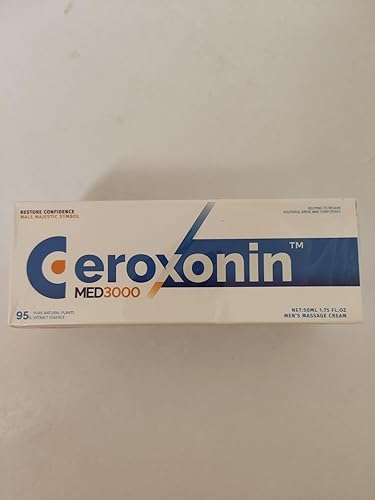 RESTORE CONFIDENCE
MALE MAJESTIC SYMBOL
HELPING TO REGAIN
YOUTHFUL DRIVE AND CONFIDENCE
Ceroxonin™
MED3000
95% PURE NATURAL PLANTS
EXTRACT ESSENCE
NET:50ML 1.75 FL.OZ
MEN'S MASSAGE CREAM